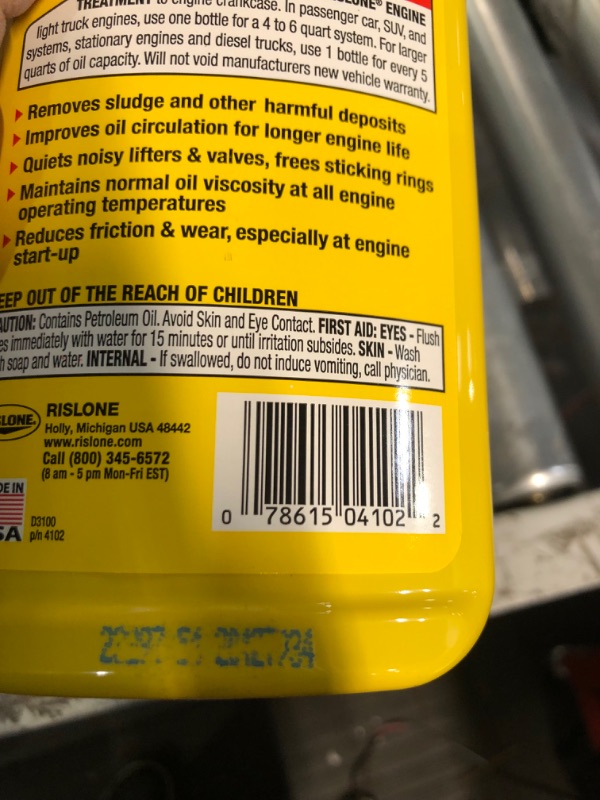 TREATMENT to engine crankcase. In passenger car, SUV, and
ENGINE
light truck engines, use one bottle for a 4 to 6 quart system. For larger
systems, stationary engines and diesel trucks, use 1 bottle for every 5
quarts of oil capacity. Will not void manufacturers new vehicle warranty.
Removes sludge and other harmful deposits
Improves oil circulation for longer engine life
Quiets noisy lifters & valves, frees sticking rings
Maintains normal oil viscosity at all engine
operating temperatures
Reduces friction & wear, especially at engine
start-up
EEP OUT OF THE REACH OF CHILDREN
AUTION: Contains Petroleum Oil. Avoid Skin and Eye Contact. FIRST AID: EYES - Flush
es immediately with water for 15 minutes or until irritation subsides. SKIN - Wash
h soap and water. INTERNAL - If swallowed, do not induce vomiting, call physician.
LONE.
RISLONE
Holly, Michigan USA 48442
www.rislone.com
Call (800) 345-6572
(8 am - 5 pm Mon-Fri EST)
DE IN
SA
D3100
p/n 4102
0 78615 04102 2